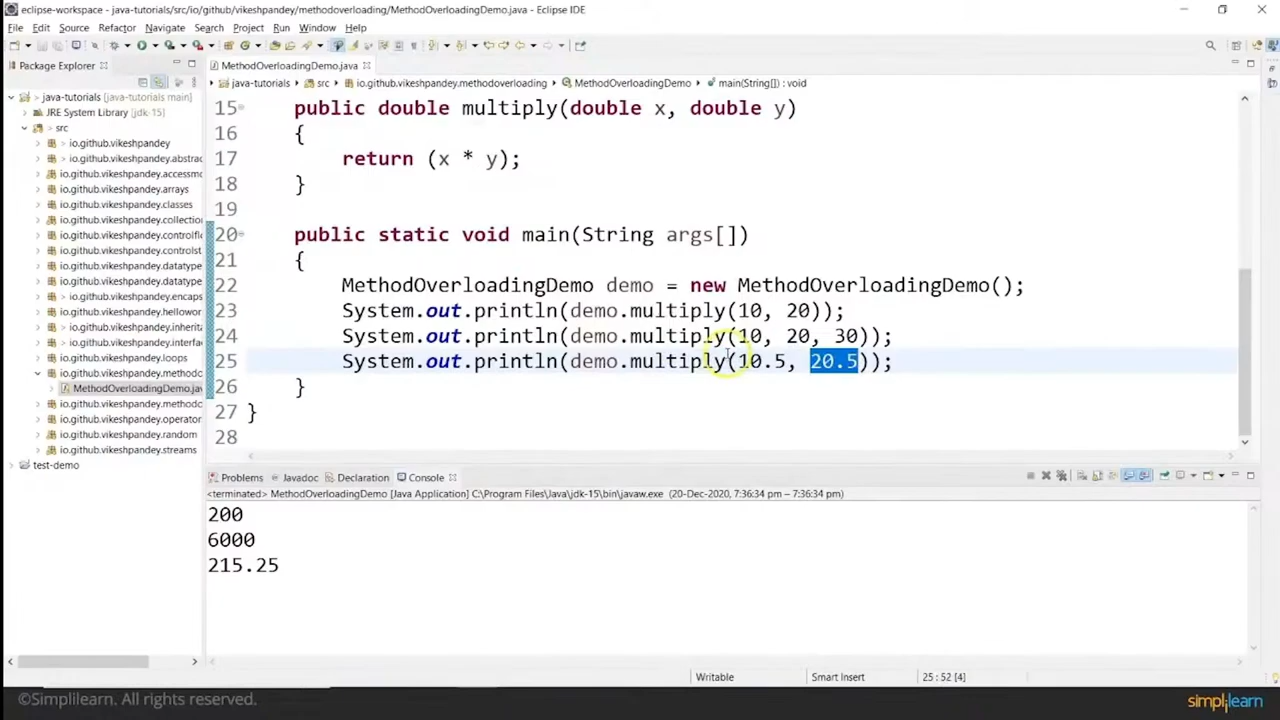 eclipse-workspace - java-tutorials/src/io/github/vikeshpandey/methodoverloading/MethodOverloadingDemo.java - Eclipse IDE
File Edit Source Refactor Navigate Search Project Run Window Help
Package Explorer
MethodOverloadingDemo.java
java-tutorials src io.github.vikeshpandey.methodoverloading MethodOverloadingDemo main(String[]) : void
java-tutorials [java-tutorials main]
JRE System Library [jdk-15]
src
io.github.vikeshpandey
io.github.vikeshpandey.abstrac
io.github.vikeshpandey.accessmo
io.github.vikeshpandey.arrays
io.github.vikeshpandey.classes
io.github.vikeshpandey.collection
io.github.vikeshpandey.controlfl
io.github.vikeshpandey.controlst
io.github.vikeshpandey.datatype
io.github.vikeshpandey.datatype
io.github.vikeshpandey.encaps
io.github.vikeshpandey.hellowor
io.github.vikeshpandey.inherita
io.github.vikeshpandey.interface
io.github.vikeshpandey.loops
io.github.vikeshpandey.methodo
MethodOverloadingDemo.jav
io.github.vikeshpandey.methodo
io.github.vikeshpandey.operator
io.github.vikeshpandey.random
io.github.vikeshpandey.streams
test-demo
15 public double multiply(double x, double y)
16 {
17 return (x * y);
18 }
19
20 public static void main(String args[])
21 {
22 MethodOverloadingDemo demo = new MethodOverloadingDemo();
23 System.out.println(demo.multiply(10, 20));
24 System.out.println(demo.multiply(10, 20, 30));
25 System.out.println(demo.multiply(10.5, 20.5));
26 }
27 }
28
Problems Javadoc Declaration Console
<terminated> MethodOverloadingDemo [Java Application] C:\Program Files\Java\jdk-15\bin\javaw.exe (20-Dec-2020, 7:36:34 pm – 7:36:34 pm)
200
6000
215.25
Writable Smart Insert 25 : 52 [4]
©Simplilearn. All rights reserved.
simplilearn